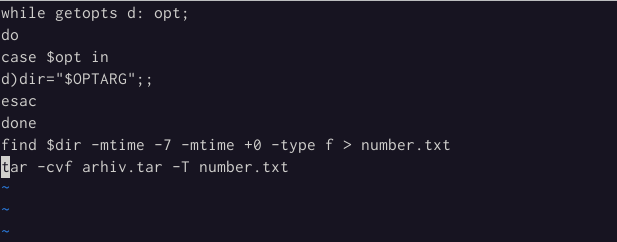 while getopts d: opt;
do
case $opt in
d)dir="$OPTARG";;
esac
done
find $dir -mtime -7 -mtime +0 -type f > number.txt
tar -cvf arhiv.tar -T number.txt
~
~
~